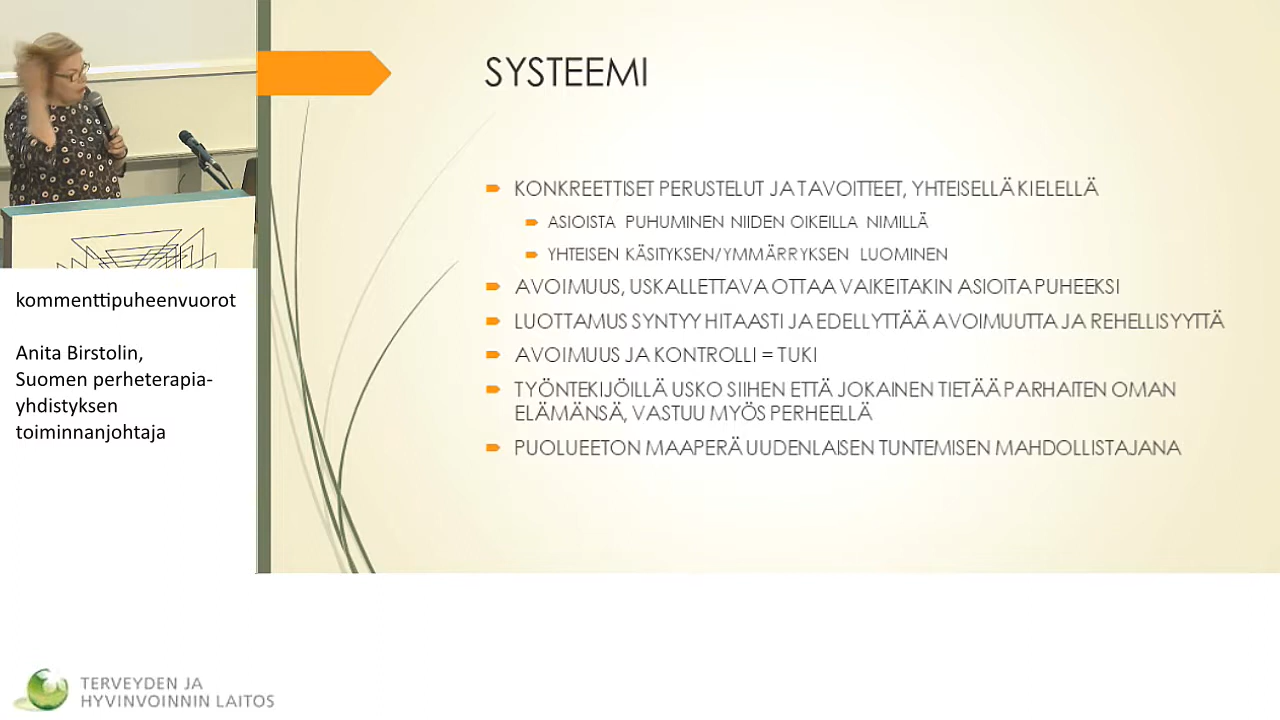 SYSTEEMI
KONKREETTISET PERUSTELUT JA TAVOITTEET, YHTEISELLÄ KIELELLÄ
ASIOISTA PUHUMINEN NIIDEN OIKEILLA NIMILLÄ
YHTEISEN KÄSITYKSEN/YMMÄRRYKSEN LUOMINEN
AVOIMUUS, USKALLETTAVA OTTAA VAIKEITAKIN ASIOITA PUHEEKSI
LUOTTAMUS SYNTYY HITAASTI JA EDELLYTTÄÄ AVOIMUUTTA JA REHELLISYYTTÄ
AVOIMUUS JA KONTROLLI = TUKI
TYÖNTEKIJÖILLÄ USKO SIIHEN ETTÄ JOKAINEN TIETÄÄ PARHAITEN OMAN
ELÄMÄNSÄ, VASTUU MYÖS PERHEELLÄ
PUOLUEETON MAAPERÄ UUDENLAISEN TUNTEMISEN MAHDOLLISTAJANA
kommenttipuheenvuorot
Anita Birstolin,
Suomen perheterapia-
yhdistyksen
toiminnanjohtaja
TERVEYDEN JA
HYVINVOINNIN LAITOS